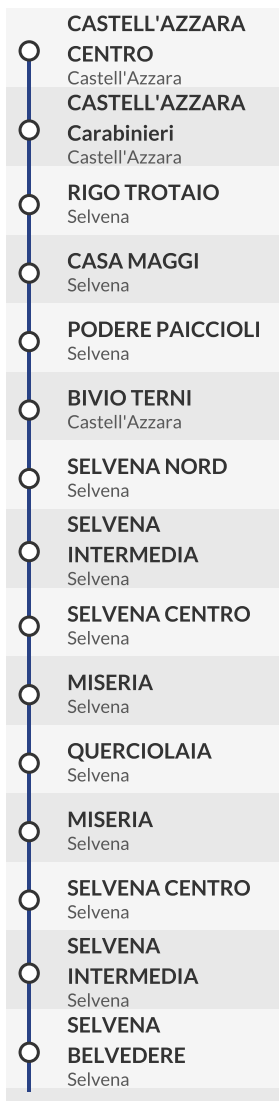 CASTELL'AZZARA
CENTRO
Castell'Azzara
CASTELL'AZZARA
Carabinieri
Castell'Azzara
RIGO TROTAIO
Selvena
CASA MAGGI
Selvena
PODERE PAICCIOLI
Selvena
BIVIO TERNI
Castell'Azzara
SELVENA NORD
Selvena
SELVENA
INTERMEDIA
Selvena
SELVENA CENTRO
Selvena
MISERIA
Selvena
QUERCIOLAIA
Selvena
MISERIA
Selvena
SELVENA CENTRO
Selvena
SELVENA
INTERMEDIA
Selvena
SELVENA
BELVEDERE
Selvena